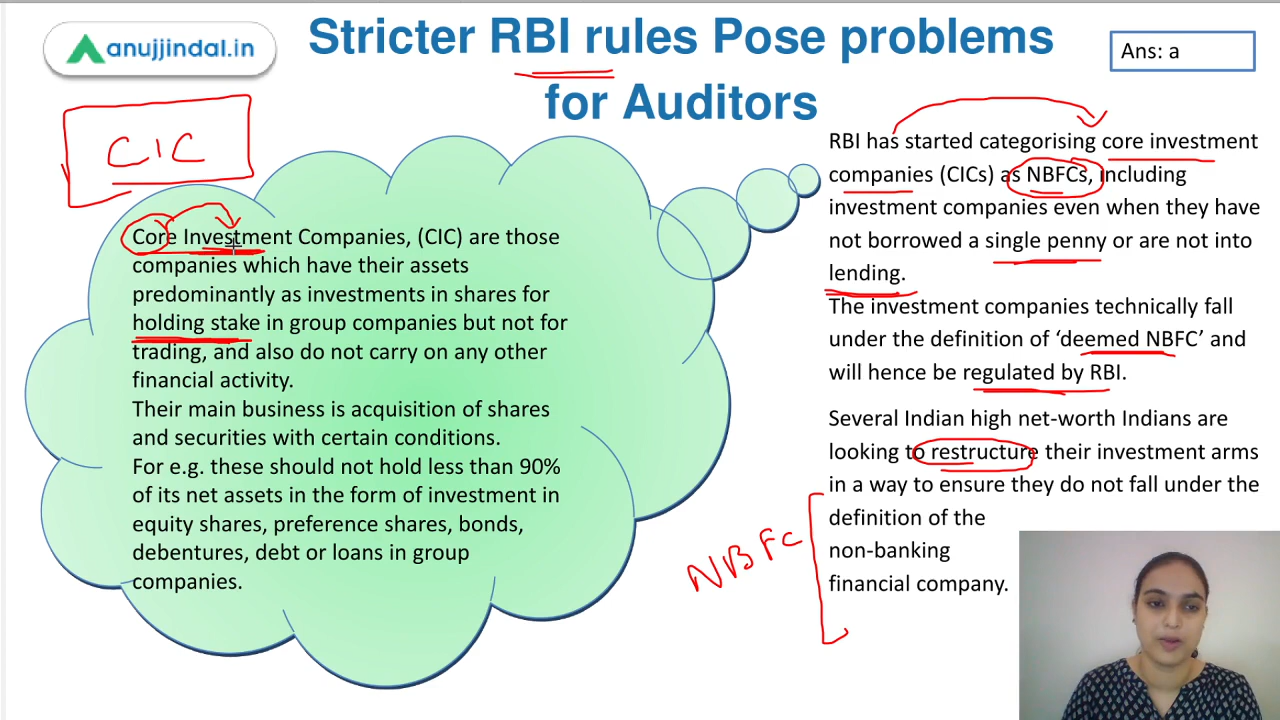 anujjindal.in
Stricter RBI rules Pose problems
for Auditors
Ans: a
CIC
Core Investment Companies, (CIC) are those
companies which have their assets
predominantly as investments in shares for
holding stake in group companies but not for
trading, and also do not carry on any other
financial activity.
Their main business is acquisition of shares
and securities with certain conditions.
For e.g. these should not hold less than 90%
of its net assets in the form of investment in
equity shares, preference shares, bonds,
debentures, debt or loans in group
companies.
RBI has started categorising core investment
companies (CICs) as NBFCs, including
investment companies even when they have
not borrowed a single penny or are not into
lending.
The investment companies technically fall
under the definition of ‘deemed NBFC’ and
will hence be regulated by RBI.
Several Indian high net-worth Indians are
looking to restructure their investment arms
in a way to ensure they do not fall under the
definition of the
non-banking
financial company.
NBFC